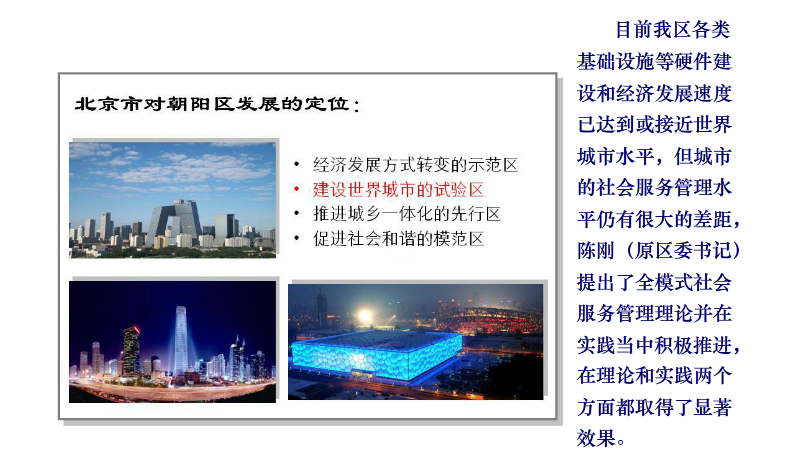 北京市对朝阳区发展的定位：
• 经济发展方式转变的示范区
• 建设世界城市的试验区
• 推进城乡一体化的先行区
• 促进社会和谐的模范区
目前我区各类
基础设施等硬件建
设和经济发展速度
已达到或接近世界
城市水平，但城市
的社会服务管理水
平仍有很大的差距，
陈刚（原区委书记）
提出了全模式社会
服务管理理论并在
实践当中积极推进，
在理论和实践两个
方面都取得了显著
效果。